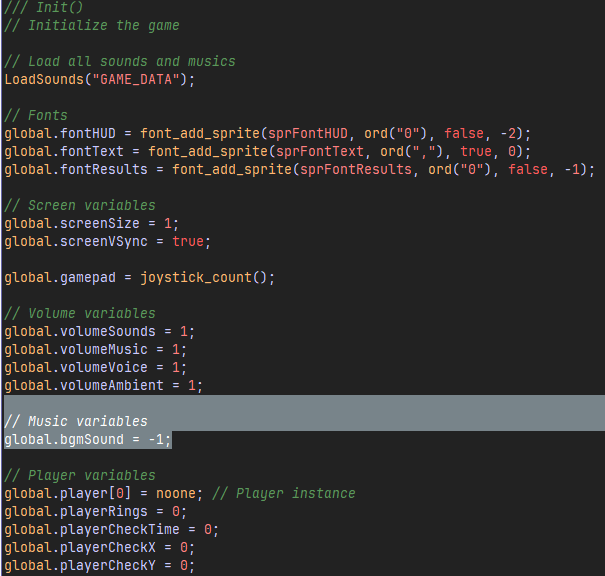 /// Init()
// Initialize the game
// Load all sounds and musics
LoadSounds("GAME_DATA");
// Fonts
global.fontHUD = font_add_sprite(sprFontHUD, ord("0"), false, -2);
global.fontText = font_add_sprite(sprFontText, ord(","), true, 0);
global.fontResults = font_add_sprite(sprFontResults, ord("0"), false, -1);
// Screen variables
global.screenSize = 1;
global.screenVSync = true;
global.gamepad = joystick_count();
// Volume variables
global.volumeSounds = 1;
global.volumeMusic = 1;
global.volumeVoice = 1;
global.volumeAmbient = 1;
// Music variables
global.bgmSound = -1;
// Player variables
global.player[0] = noone; // Player instance
global.playerRings = 0;
global.playerCheckTime = 0;
global.playerCheckX = 0;
global.playerCheckY = 0;